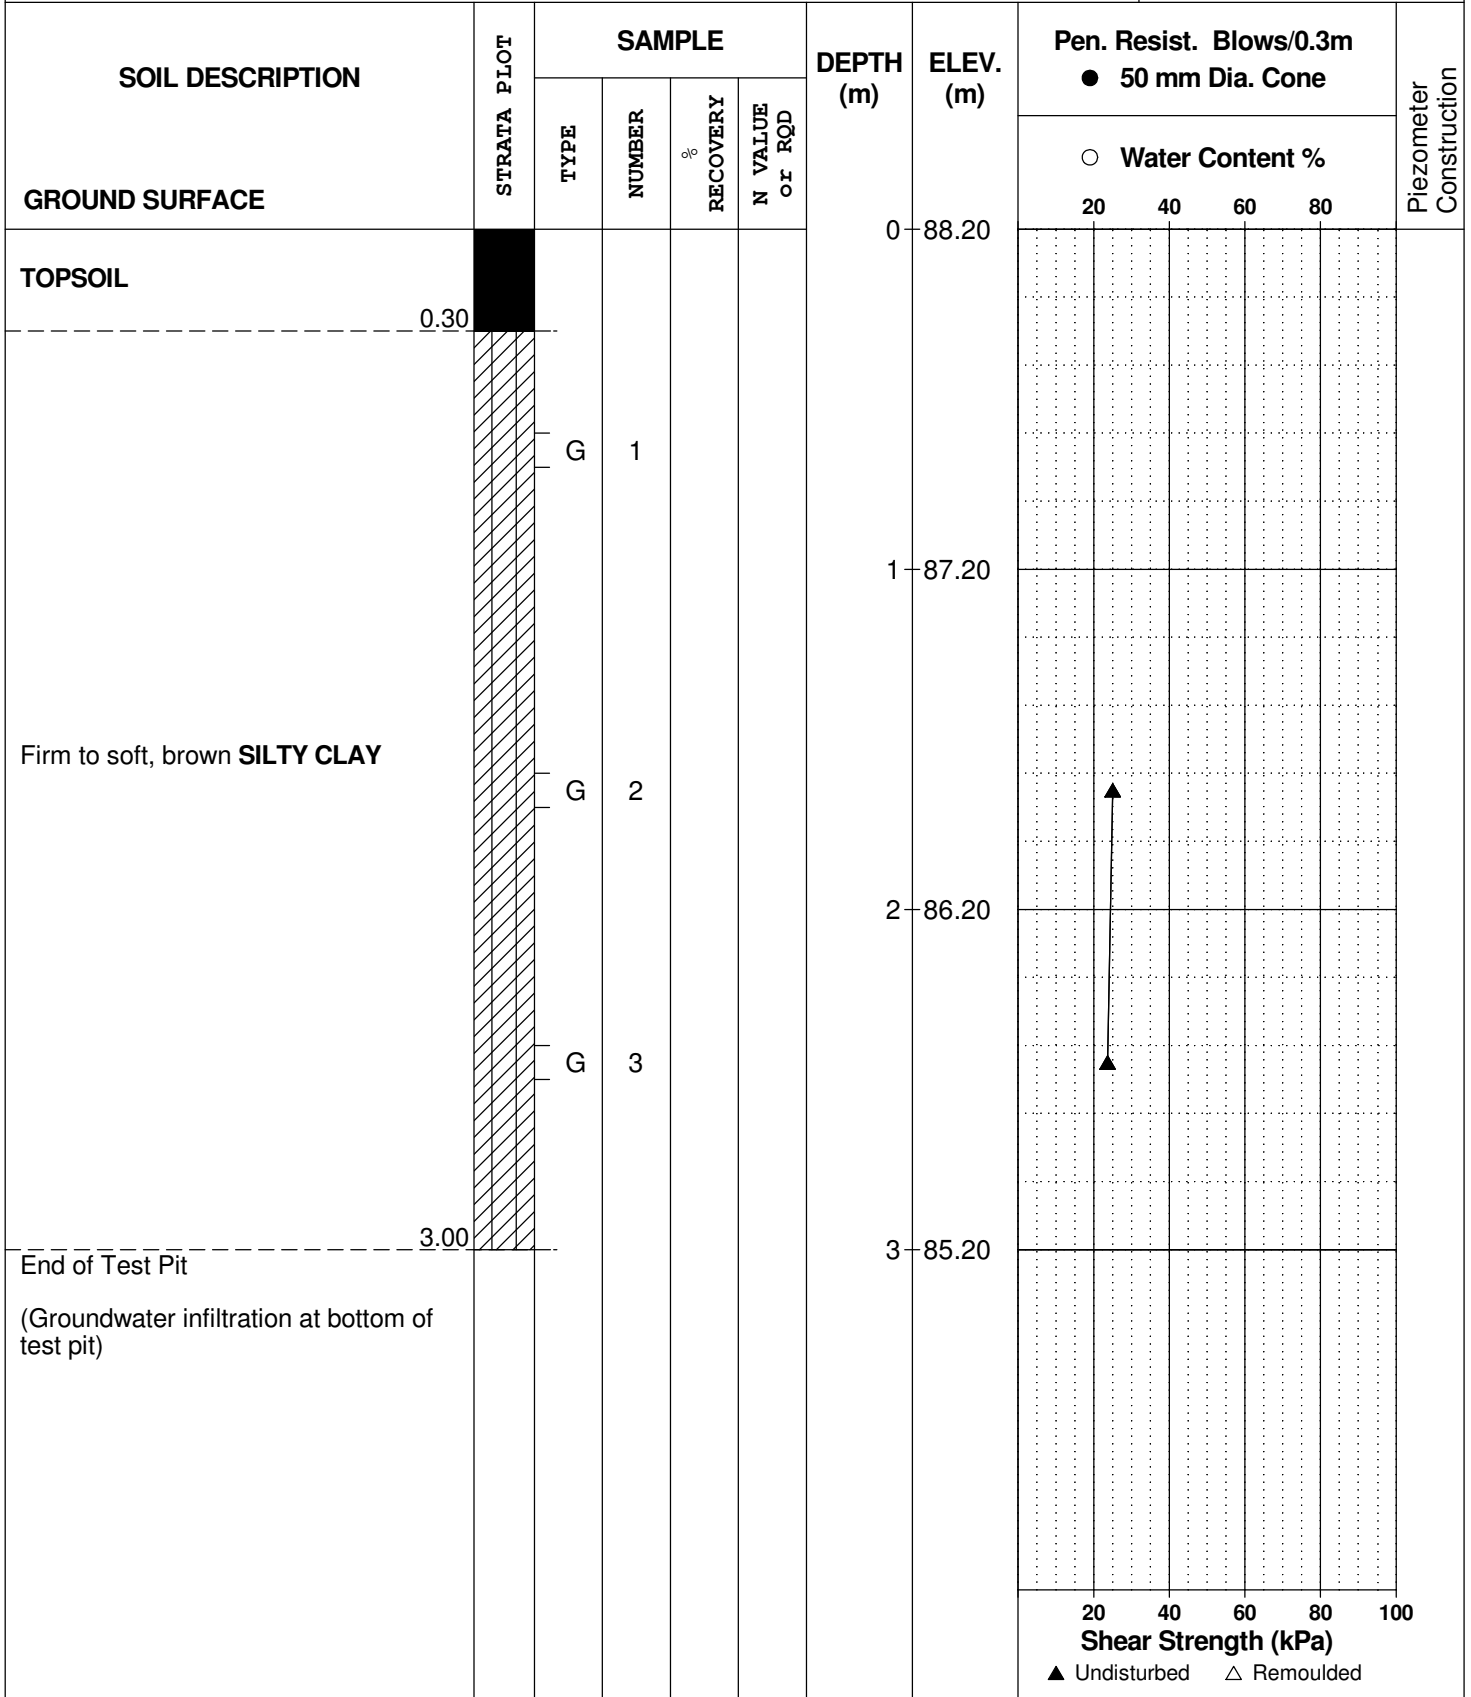 SOIL DESCRIPTION
GROUND SURFACE
STRATA PLOT
SAMPLE
TYPE
NUMBER
%
RECOVERY
N VALUE
or RQD
DEPTH
(m)
ELEV.
(m)
Pen. Resist. Blows/0.3m
● 50 mm Dia. Cone
○ Water Content %
20 40 60 80
Piezometer
Construction
0 88.20
TOPSOIL
0.30
G 1
1 87.20
Firm to soft, brown SILTY CLAY
G 2
2 86.20
G 3
3.00
3 85.20
End of Test Pit
(Groundwater infiltration at bottom of
test pit)
20 40 60 80 100
Shear Strength (kPa)
▲ Undisturbed △ Remoulded